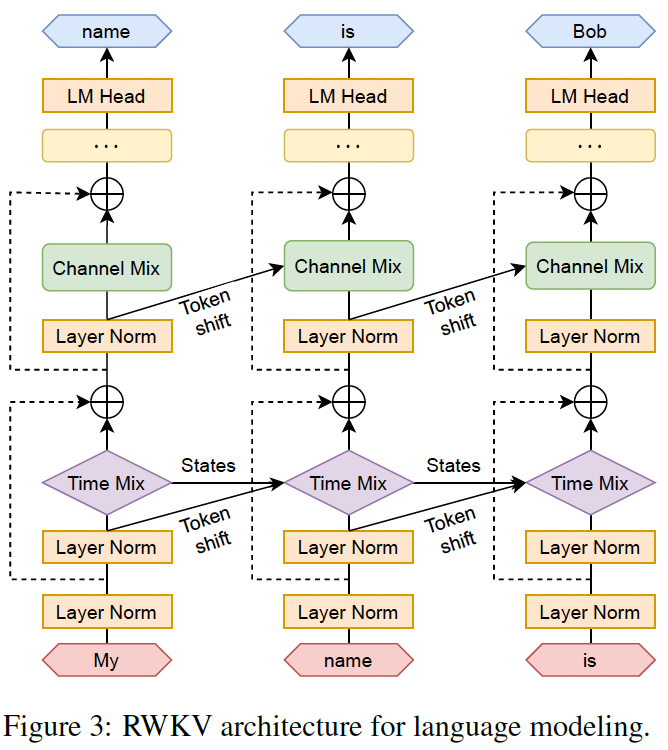 name
is
Bob
LM Head
LM Head
LM Head
...
...
...
Channel Mix
Channel Mix
Channel Mix
Token
shift
Token
shift
Layer Norm
Layer Norm
Layer Norm
States
States
Time Mix
Time Mix
Time Mix
Token
shift
Token
shift
Layer Norm
Layer Norm
Layer Norm
Layer Norm
Layer Norm
Layer Norm
My
name
is
Figure 3: RWKV architecture for language modeling.